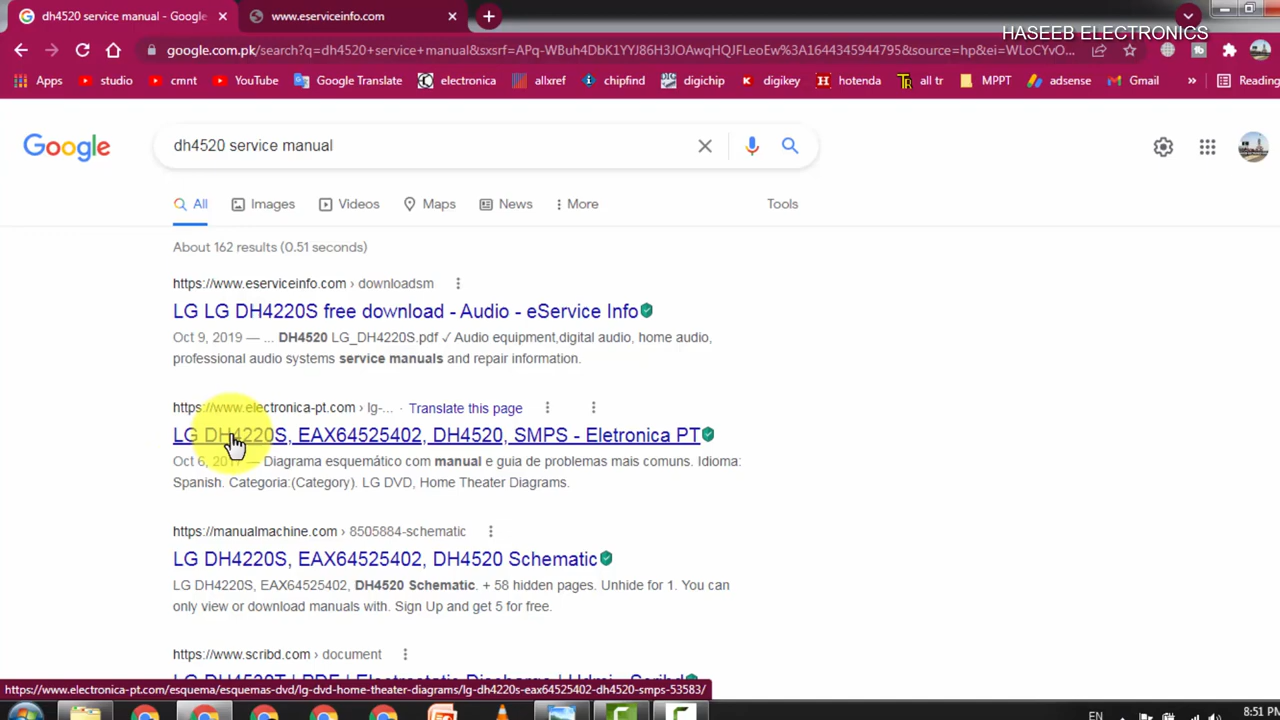 dh4520 service manual - Google
www.eserviceinfo.com
HASEEB ELECTRONICS
google.com.pk/search?q=dh4520+service+manual&sxsrf=APq-WBuh4DbK1YYJ86H3JOAwqHQJFLeoEw%3A1644345944795&source=hp&ei=WLoCYvO...
Apps studio cmnt YouTube Google Translate electronica allxref chipfind digichip digikey hotenda all tr MPPT adsense Gmail » Reading
Google
dh4520 service manual
All Images Videos Maps News More Tools
About 162 results (0.51 seconds)
https://www.eserviceinfo.com › downloadsm
LG LG DH4220S free download - Audio - eService Info
Oct 9, 2019 — ... DH4520 LG_DH4220S.pdf ✓ Audio equipment,digital audio, home audio,
professional audio systems service manuals and repair information.
https://www.electronica-pt.com › lg-... · Translate this page
LG DH4220S, EAX64525402, DH4520, SMPS - Eletronica PT
Oct 6, 2017 — Diagrama esquemático com manual e guia de problemas mais comuns. Idioma:
Spanish. Categoria:(Category). LG DVD, Home Theater Diagrams.
https://manualmachine.com › 8505884-schematic
LG DH4220S, EAX64525402, DH4520 Schematic
LG DH4220S, EAX64525402, DH4520 Schematic. + 58 hidden pages. Unhide for 1. You can
only view or download manuals with. Sign Up and get 5 for free.
https://www.scribd.com › document
LG DH4530T | PDF | Electrostatic Discharge | Hdmi - Scribd
https://www.electronica-pt.com/esquema/esquemas-dvd/lg-dvd-home-theater-diagrams/lg-dh4220s-eax64525402-dh4520-smps-53583/
EN 8:51 PM